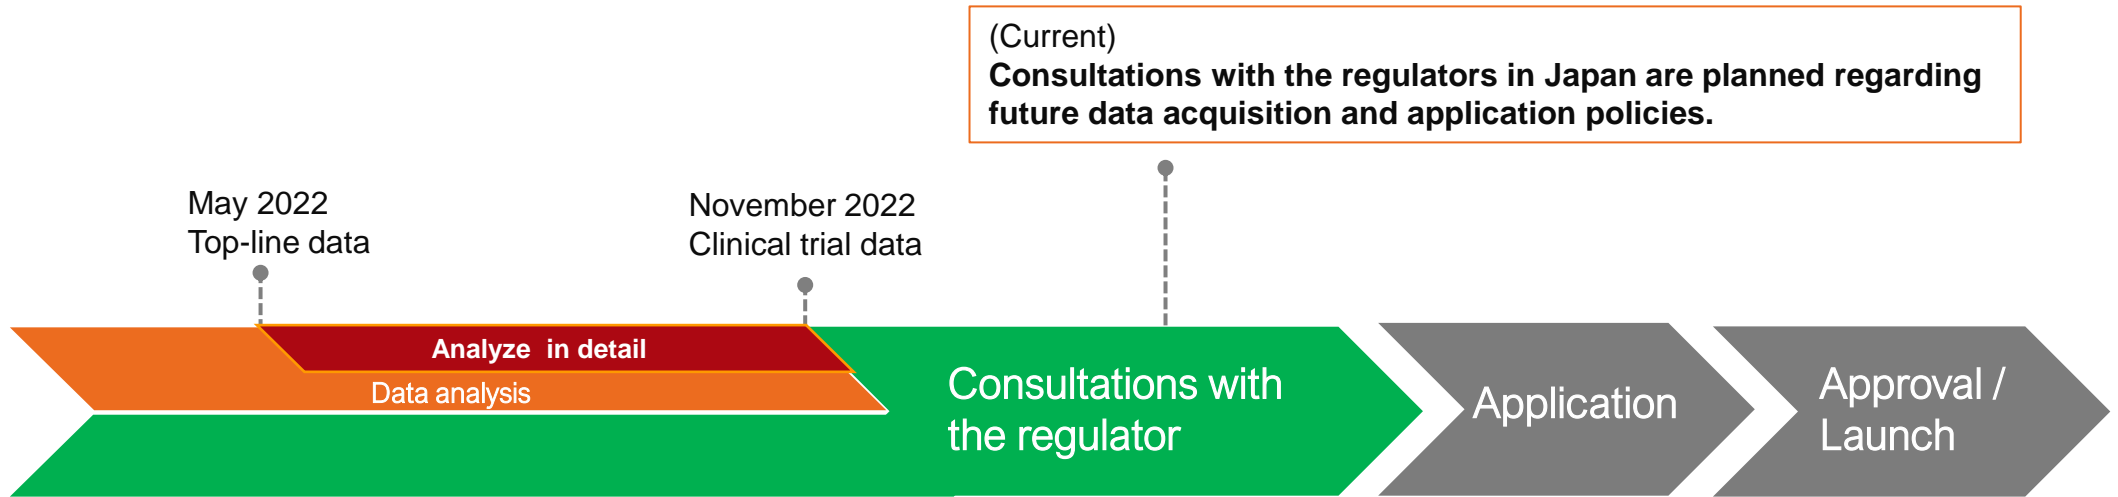 (Current)
Consultations with the regulators in Japan are planned regarding
future data acquisition and application policies.
May 2022
Top-line data
November 2022
Clinical trial data
Analyze in detail
Data analysis
Consultations with
the regulator
Application
Approval /
Launch